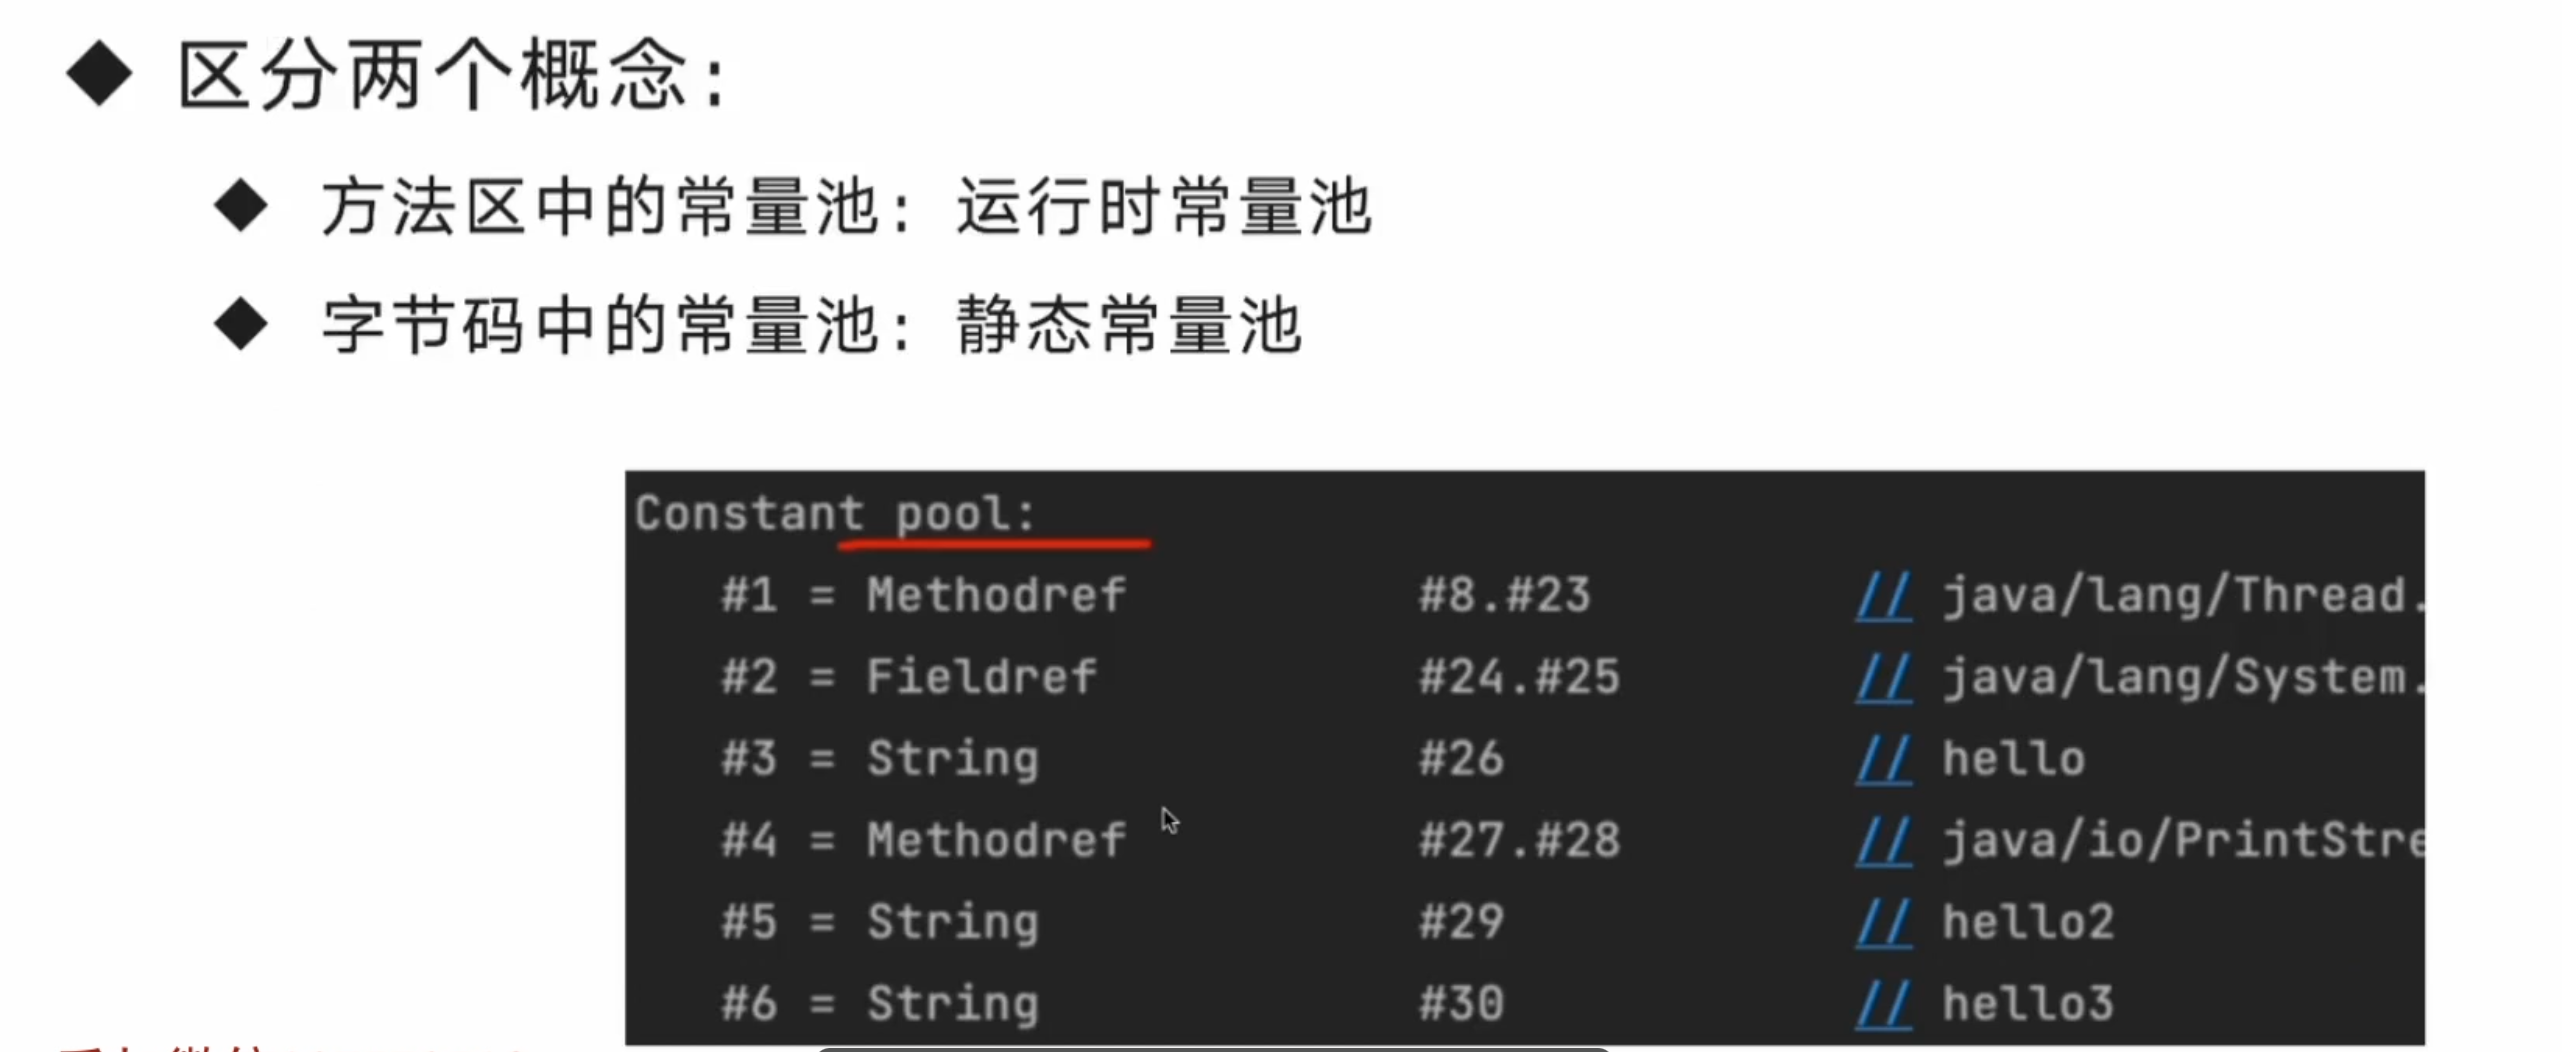 区分两个概念：
方法区中的常量池：运行时常量池
字节码中的常量池：静态常量池
Constant pool:
#1 = Methodref #8.#23 // java/lang/Thread.
#2 = Fieldref #24.#25 // java/lang/System.
#3 = String #26 // hello
#4 = Methodref #27.#28 // java/io/PrintStre
#5 = String #29 // hello2
#6 = String #30 // hello3